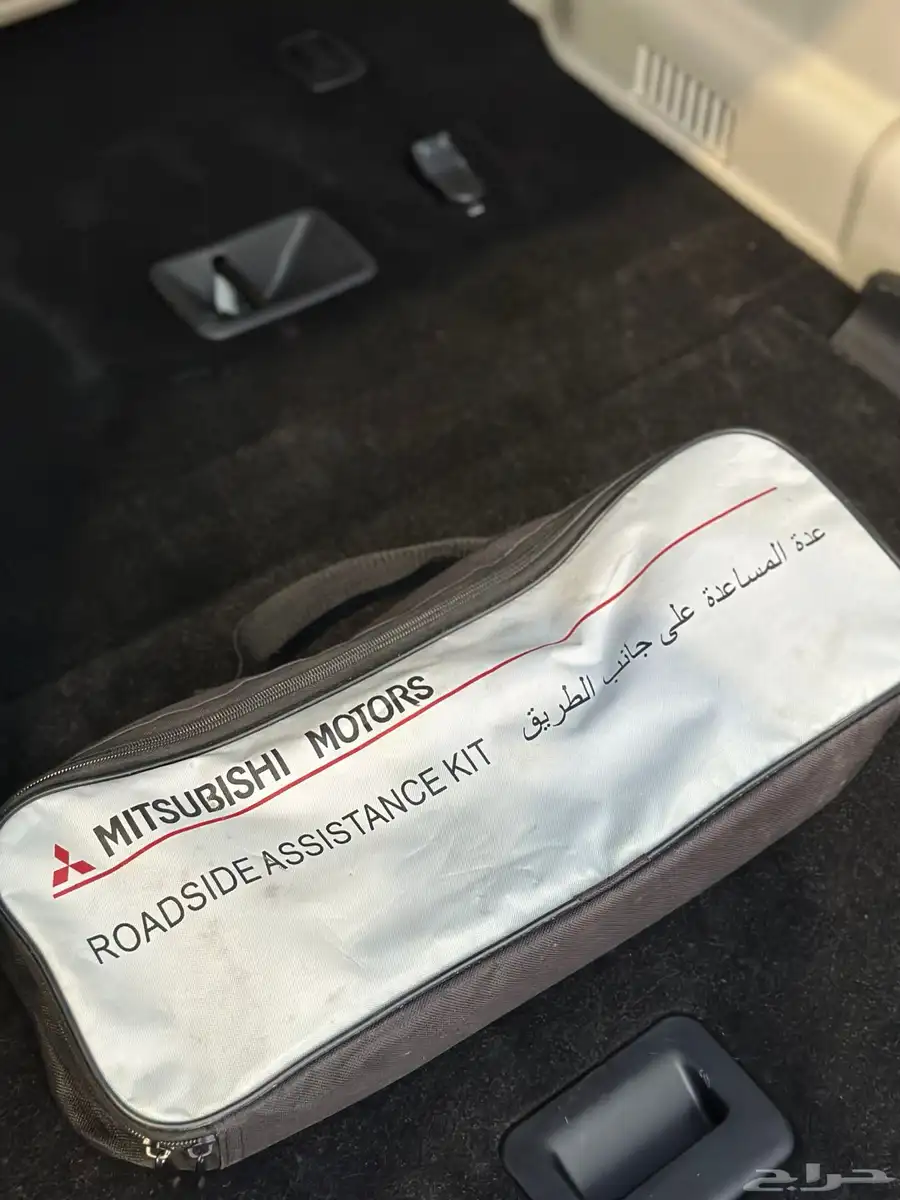 MITSUBISHI MOTORS
ROADSIDE ASSISTANCE KIT
عدة المساعدة على جانب الطريق
حراج